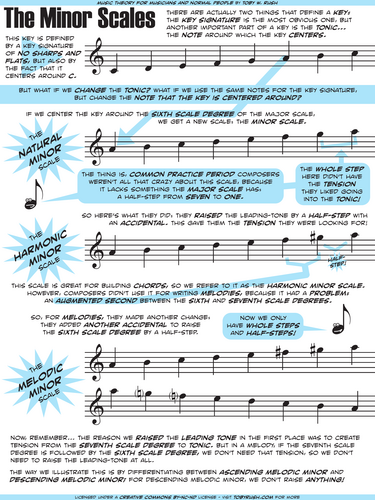 MUSIC THEORY FOR MUSICIANS AND NORMAL PEOPLE BY TOBY W. RUSH
The Minor Scales
THERE ARE ACTUALLY TWO THINGS THAT DEFINE A KEY:
THE KEY SIGNATURE IS THE MOST OBVIOUS ONE, BUT
ANOTHER IMPORTANT PART OF A KEY IS THE TONIC...
THE NOTE AROUND WHICH THE KEY CENTERS.
THIS KEY IS DEFINED
BY A KEY SIGNATURE
OF NO SHARPS AND
FLATS, BUT ALSO BY
THE FACT THAT IT
CENTERS AROUND C.
BUT WHAT IF WE CHANGE THE TONIC? WHAT IF WE USE THE SAME NOTES FOR THE KEY SIGNATURE,
BUT CHANGE THE NOTE THAT THE KEY IS CENTERED AROUND?
IF WE CENTER THE KEY AROUND THE SIXTH SCALE DEGREE OF THE MAJOR SCALE,
WE GET A NEW SCALE: THE MINOR SCALE.
THE
NATURAL
MINOR
SCALE
THE THING IS, COMMON PRACTICE PERIOD COMPOSERS
WEREN'T ALL THAT CRAZY ABOUT THIS SCALE, BECAUSE
IT LACKS SOMETHING THE MAJOR SCALE HAS:
A HALF-STEP FROM SEVEN TO ONE.
THE WHOLE STEP
HERE DIDN'T HAVE
THE TENSION
THEY LIKED GOING
INTO THE TONIC!
SO HERE'S WHAT THEY DID: THEY RAISED THE LEADING-TONE BY A HALF-STEP WITH
AN ACCIDENTAL. THIS GAVE THEM THE TENSION THEY WERE LOOKING FOR!
THE
HARMONIC
MINOR
SCALE
HALF-
STEP!
THIS SCALE IS GREAT FOR BUILDING CHORDS, SO WE REFER TO IT AS THE HARMONIC MINOR SCALE.
HOWEVER, COMPOSERS DIDN'T USE IT FOR WRITING MELODIES, BECAUSE IT HAD A PROBLEM:
AN AUGMENTED SECOND BETWEEN THE SIXTH AND SEVENTH SCALE DEGREES.
SO, FOR MELODIES, THEY MADE ANOTHER CHANGE:
THEY ADDED ANOTHER ACCIDENTAL TO RAISE
THE SIXTH SCALE DEGREE BY A HALF-STEP.
NOW WE ONLY
HAVE WHOLE STEPS
AND HALF-STEPS!
THE
MELODIC
MINOR
SCALE
NOW, REMEMBER... THE REASON WE RAISED THE LEADING TONE IN THE FIRST PLACE WAS TO CREATE
TENSION FROM THE SEVENTH SCALE DEGREE TO THE TONIC. BUT IN A MELODY, IF THE SEVENTH SCALE
DEGREE IS FOLLOWED BY THE SIXTH SCALE DEGREE, WE DON'T NEED THAT TENSION, SO WE DON'T
NEED TO RAISE THE LEADING-TONE AT ALL.
THE WAY WE ILLUSTRATE THIS IS BY DIFFERENTIATING BETWEEN ASCENDING MELODIC MINOR AND
DESCENDING MELODIC MINOR; FOR DESCENDING MELODIC MINOR, WE DON'T RAISE ANYTHING!
LICENSED UNDER A CREATIVE COMMONS BY-NC-ND LICENSE - VISIT TOBYRUSH.COM FOR MORE